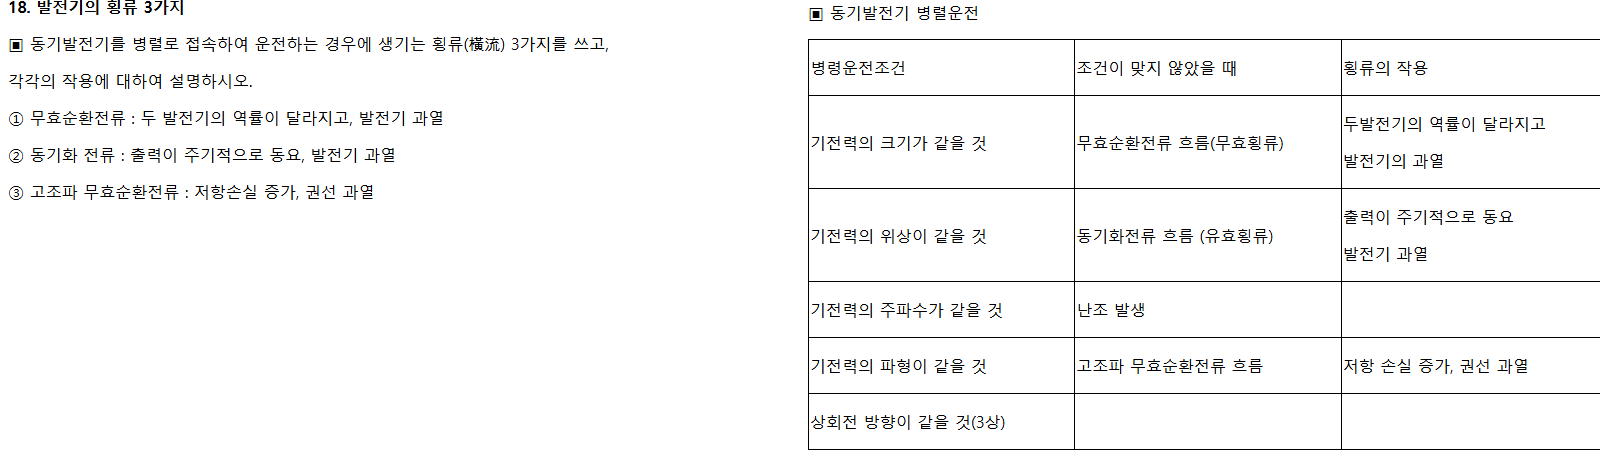 18. 발전기의 횡류 3가지
▣ 동기발전기를 병렬로 접속하여 운전하는 경우에 생기는 횡류(橫流) 3가지를 쓰고,
각각의 작용에 대하여 설명하시오.
① 무효순환전류 : 두 발전기의 역률이 달라지고, 발전기 과열
② 동기화 전류 : 출력이 주기적으로 동요, 발전기 과열
③ 고조파 무효순환전류 : 저항손실 증가, 권선 과열
▣ 동기발전기 병렬운전
병령운전조건 조건이 맞지 않았을 때 횡류의 작용
기전력의 크기가 같을 것 무효순환전류 흐름(무효횡류) 두발전기의 역률이 달라지고
발전기의 과열
기전력의 위상이 같을 것 동기화전류 흐름 (유효횡류) 출력이 주기적으로 동요
발전기 과열
기전력의 주파수가 같을 것 난조 발생
기전력의 파형이 같을 것 고조파 무효순환전류 흐름 저항 손실 증가, 권선 과열
상회전 방향이 같을 것(3상)